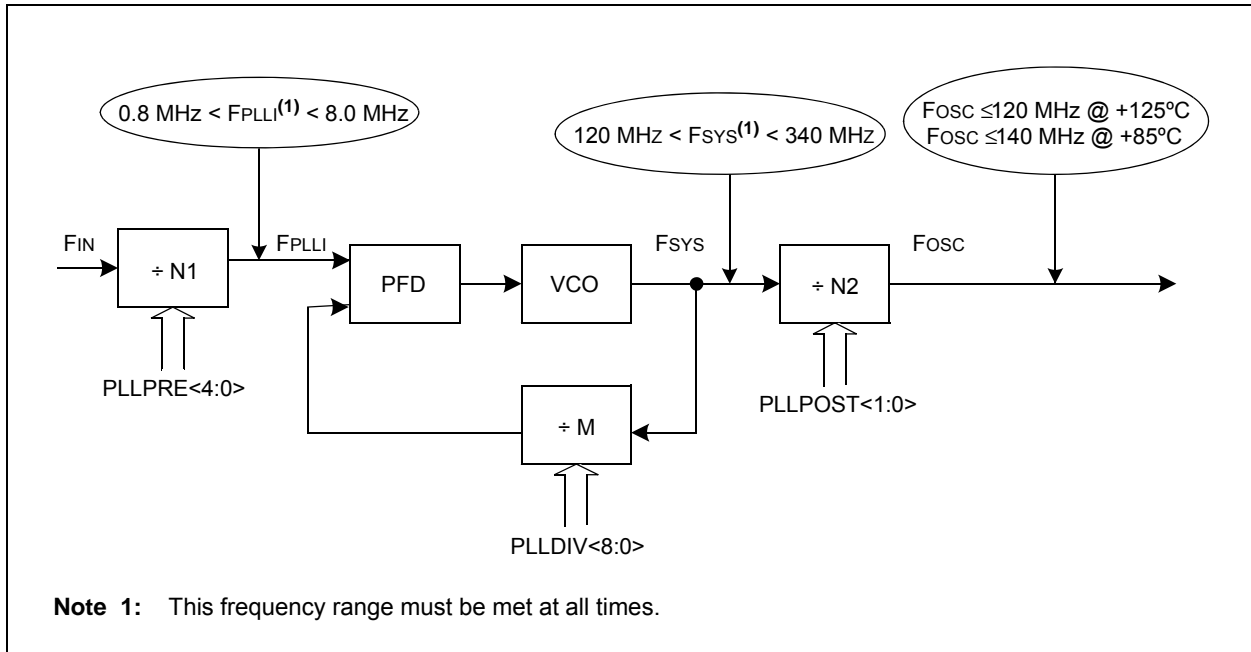 0.8 MHz < FPLLI(1) < 8.0 MHz
120 MHz < FSYS(1) < 340 MHz
FOSC ≤120 MHz @ +125ºC
FOSC ≤140 MHz @ +85ºC
FIN
÷ N1
FPLLI
PFD
VCO
FSYS
÷ N2
FOSC
PLLPRE<4:0>
÷ M
PLLPOST<1:0>
PLLDIV<8:0>
Note 1: This frequency range must be met at all times.